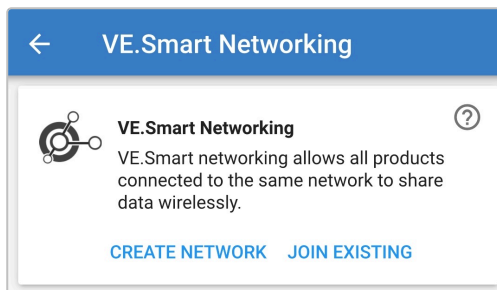 VE.Smart Networking
VE.Smart Networking
VE.Smart networking allows all products
connected to the same network to share
data wirelessly.
CREATE NETWORK JOIN EXISTING